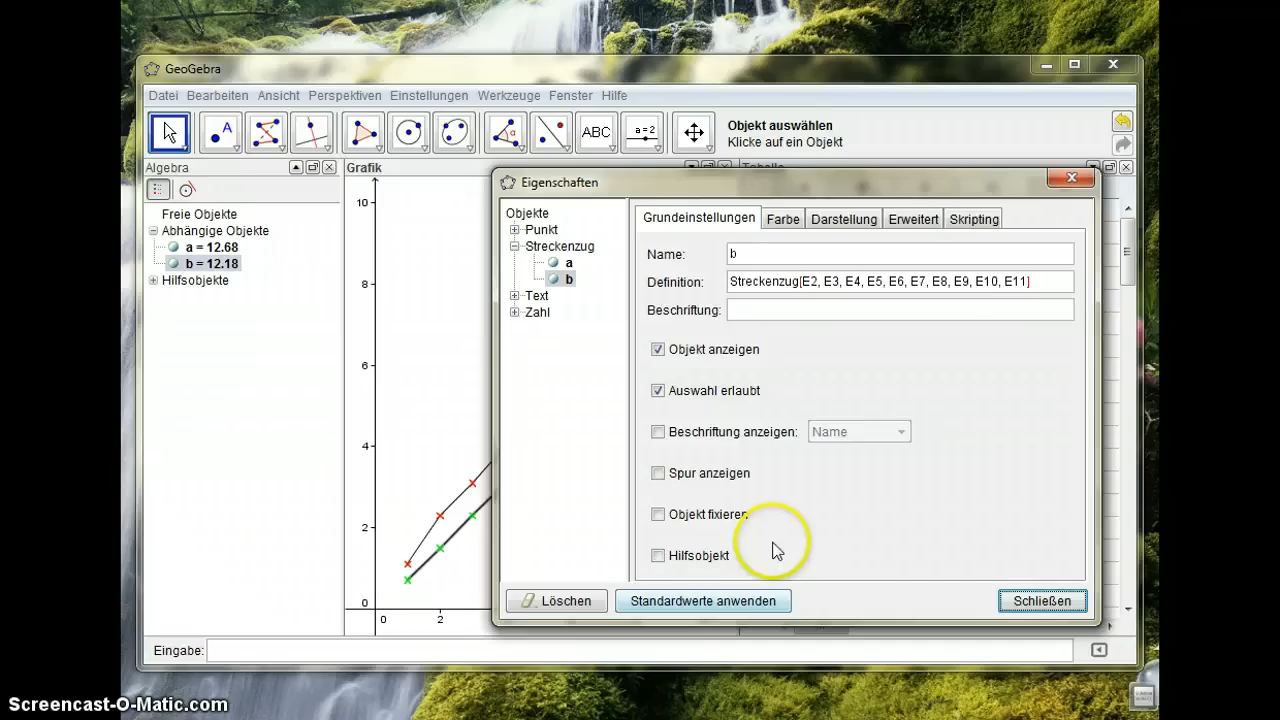 GeoGebra
Datei Bearbeiten Ansicht Perspektiven Einstellungen Werkzeuge Fenster Hilfe
A
α
ABC
a=2
Objekt auswählen
Klicke auf ein Objekt
Algebra
Grafik
Tabelle
Freie Objekte
Abhängige Objekte
a = 12.68
b = 12.18
Hilfsobjekte
10
8
6
4
2
0
0
2
Eigenschaften
Objekte
Punkt
Streckenzug
a
b
Text
Zahl
Grundeinstellungen Farbe Darstellung Erweitert Skripting
Name: b
Definition: Streckenzug[E2, E3, E4, E5, E6, E7, E8, E9, E10, E11]
Beschriftung:
Objekt anzeigen
Auswahl erlaubt
Beschriftung anzeigen: Name
Spur anzeigen
Objekt fixieren
Hilfsobjekt
Löschen Standardwerte anwenden Schließen
Eingabe:
Screencast-O-Matic.com